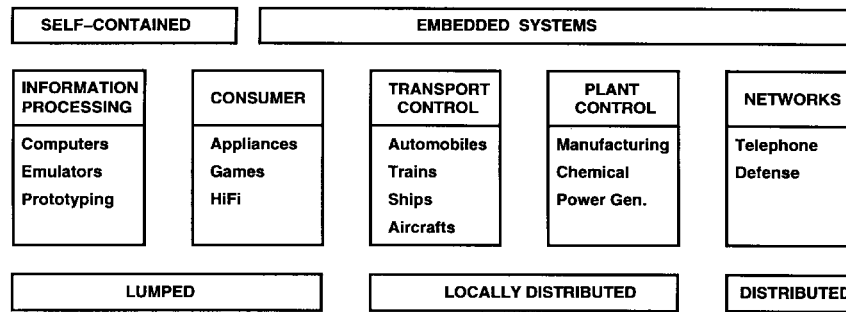 SELF–CONTAINED
EMBEDDED SYSTEMS
INFORMATION
PROCESSING
Computers
Emulators
Prototyping
CONSUMER
Appliances
Games
HiFi
TRANSPORT
CONTROL
Automobiles
Trains
Ships
Aircrafts
PLANT
CONTROL
Manufacturing
Chemical
Power Gen.
NETWORKS
Telephone
Defense
LUMPED
LOCALLY DISTRIBUTED
DISTRIBUTED